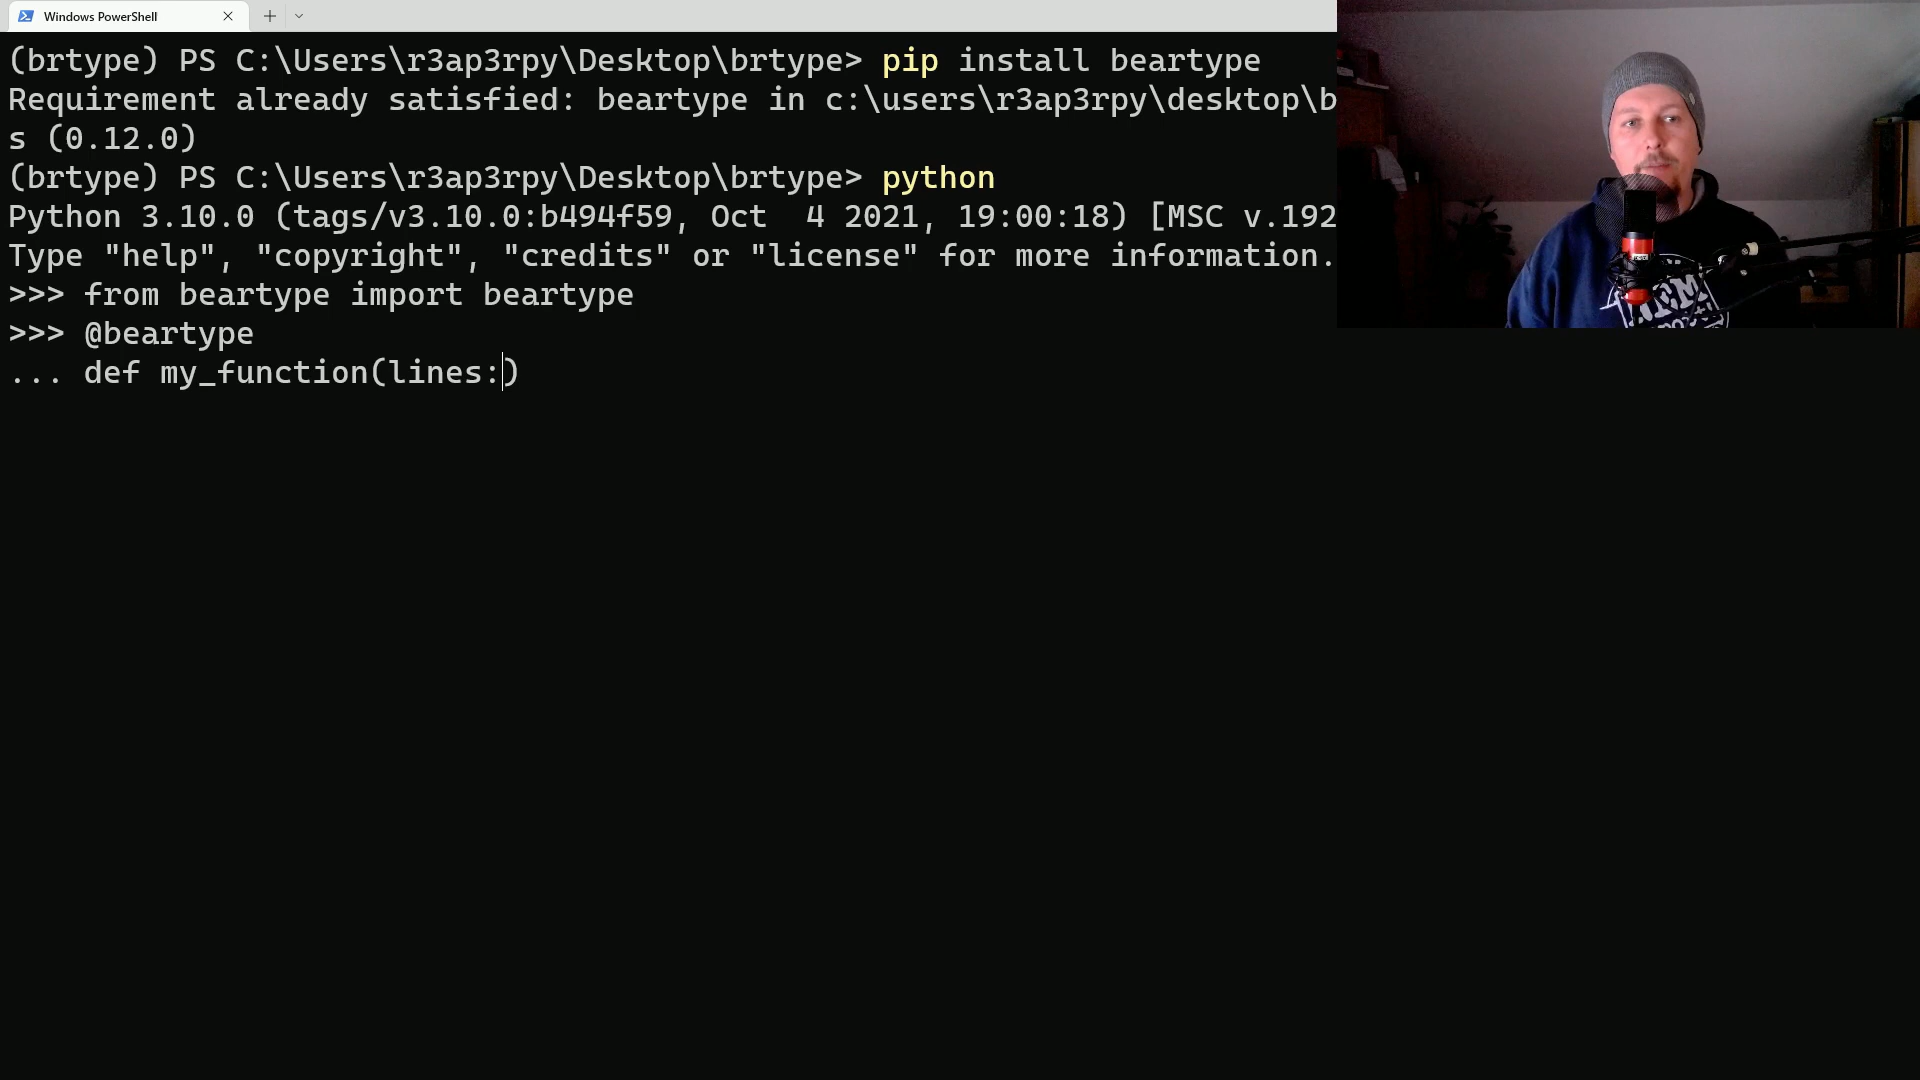 Windows PowerShell
(brtype) PS C:\Users\r3ap3rpy\Desktop\brtype> pip install beartype
Requirement already satisfied: beartype in c:\users\r3ap3rpy\desktop\b
s (0.12.0)
(brtype) PS C:\Users\r3ap3rpy\Desktop\brtype> python
Python 3.10.0 (tags/v3.10.0:b494f59, Oct  4 2021, 19:00:18) [MSC v.192
Type "help", "copyright", "credits" or "license" for more information.
>>> from beartype import beartype
>>> @beartype
... def my_function(lines:)